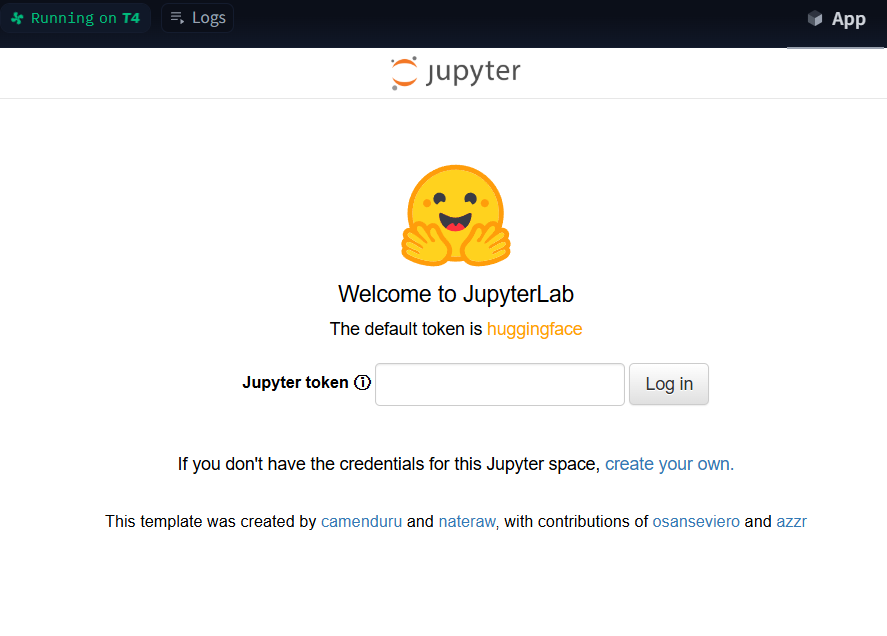 Running on T4
Logs
App
jupyter
Welcome to JupyterLab
The default token is huggingface
Jupyter token
Log in
If you don't have the credentials for this Jupyter space, create your own.
This template was created by camenduru and nateraw, with contributions of osanseviero and azzr